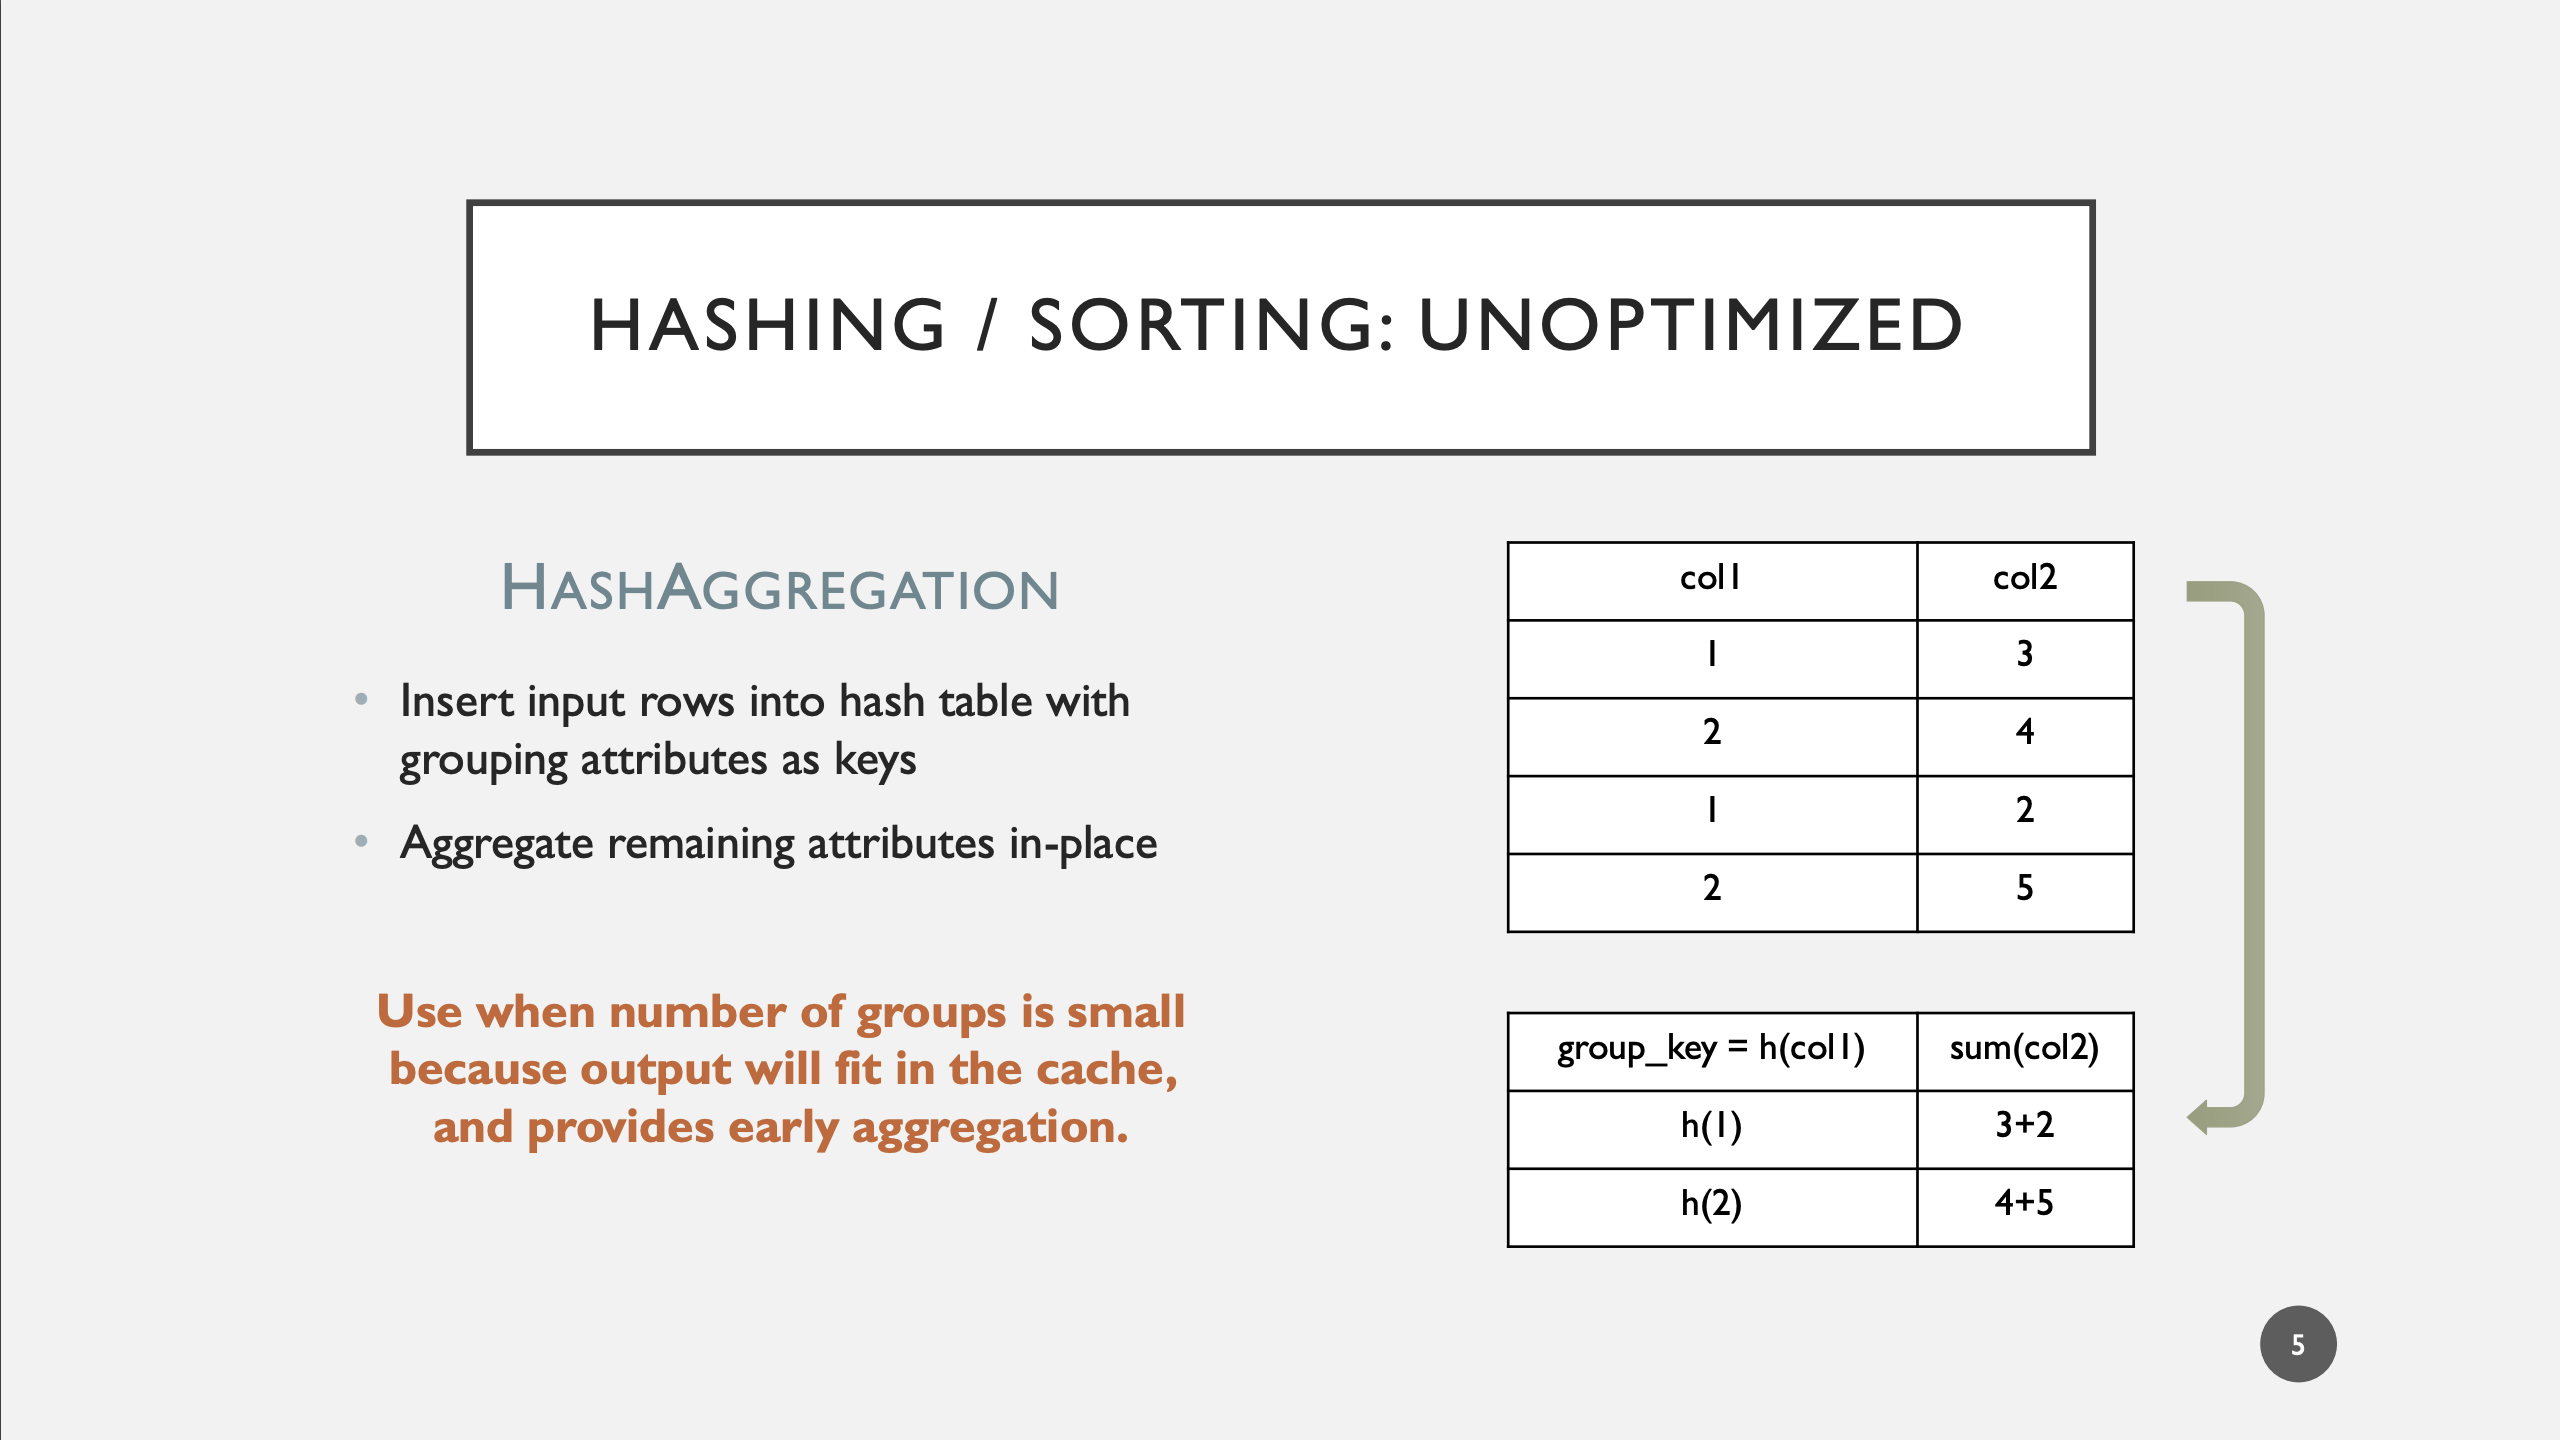 HASHING / SORTING: UNOPTIMIZED
HASHAGGREGATION
• Insert input rows into hash table with
grouping attributes as keys
• Aggregate remaining attributes in-place
Use when number of groups is small
because output will fit in the cache,
and provides early aggregation.
col1 col2
1 3
2 4
1 2
2 5
group_key = h(col1) sum(col2)
h(1) 3+2
h(2) 4+5
5